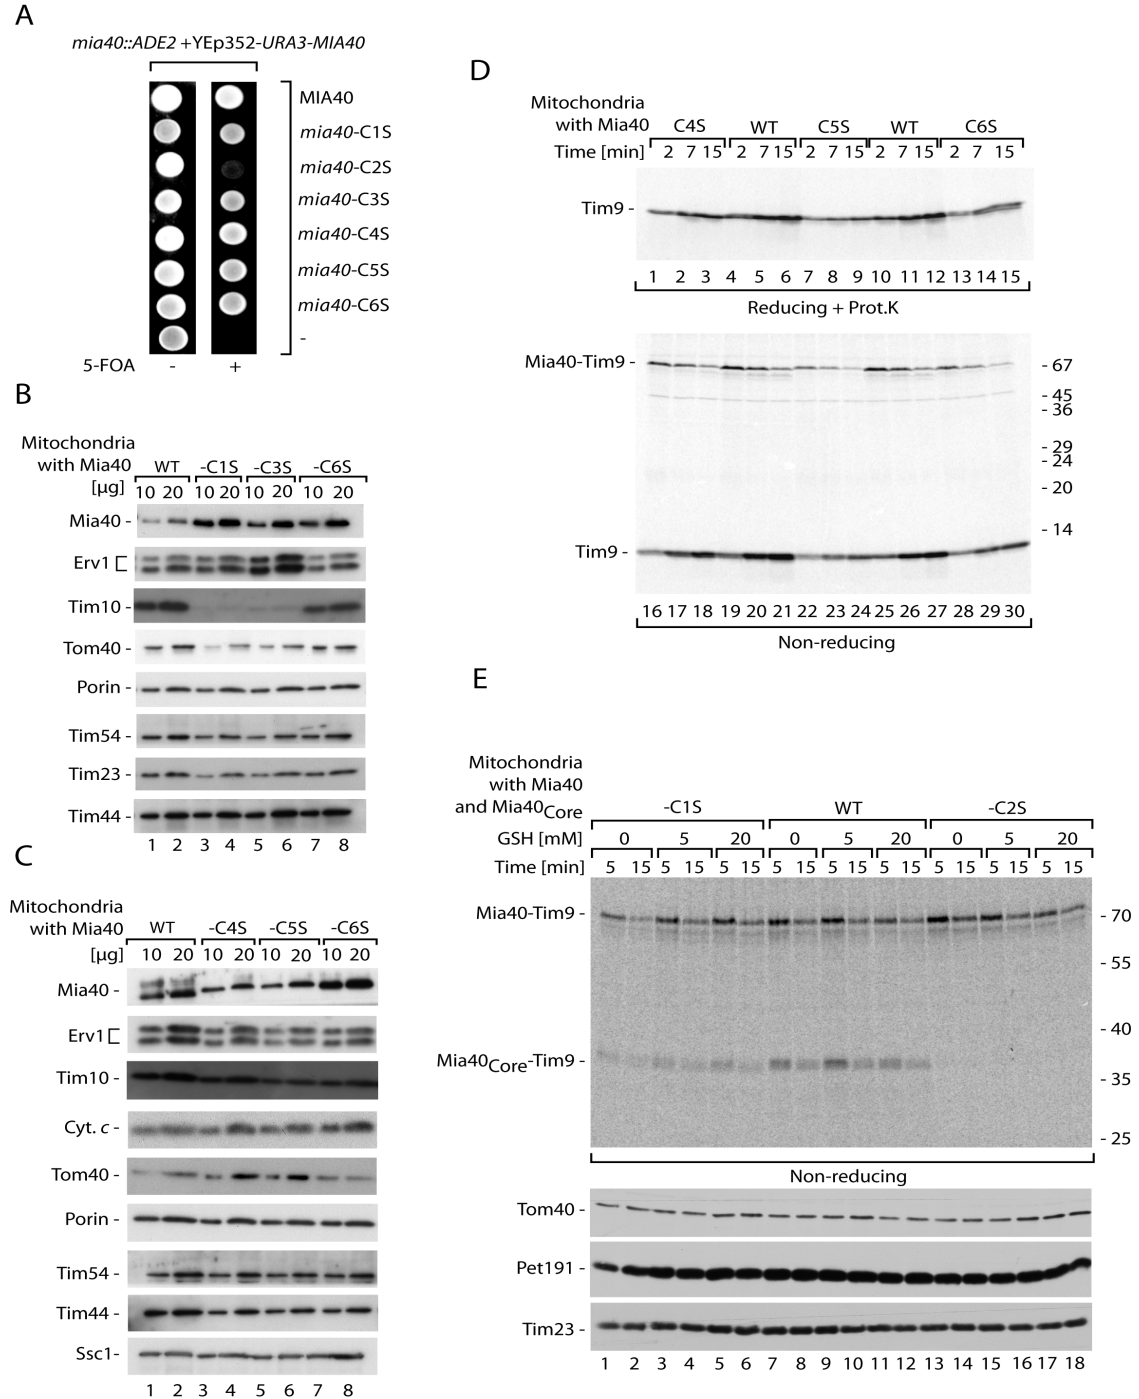 A
mia40::ADE2 +YEp352-URA3-MIA40
MIA40
mia40-C1S
mia40-C2S
mia40-C3S
mia40-C4S
mia40-C5S
mia40-C6S
-
5-FOA - +
B
Mitochondria
with Mia40 WT -C1S -C3S -C6S
[µg] 10 20 10 20 10 20 10 20
Mia40 -
Erv1
Tim10 -
Tom40 -
Porin -
Tim54 -
Tim23 -
Tim44 -
1 2 3 4 5 6 7 8
C
Mitochondria
with Mia40 WT -C4S -C5S -C6S
[µg] 10 20 10 20 10 20 10 20
Mia40 -
Erv1
Tim10 -
Cyt. c -
Tom40 -
Porin -
Tim54 -
Tim44 -
Ssc1-
1 2 3 4 5 6 7 8
D
Mitochondria
with Mia40 C4S WT C5S WT C6S
Time [min] 2 7 15 2 7 15 2 7 15 2 7 15 2 7 15
Tim9 -
1 2 3 4 5 6 7 8 9 10 11 12 13 14 15
Reducing + Prot.K
Mia40-Tim9 - - 67
- 45
- 36
- 29
- 24
- 20
- 14
Tim9 -
16 17 18 19 20 21 22 23 24 25 26 27 28 29 30
Non-reducing
E
Mitochondria
with Mia40
and Mia40Core -C1S WT -C2S
GSH [mM] 0 5 20 0 5 20 0 5 20
Time [min] 5 15 5 15 5 15 5 15 5 15 5 15 5 15 5 15 5 15
Mia40-Tim9 - - 70
- 55
- 40
Mia40Core-Tim9 -
- 35
- 25
Non-reducing
Tom40 -
Pet191 -
Tim23 -
1 2 3 4 5 6 7 8 9 10 11 12 13 14 15 16 17 18